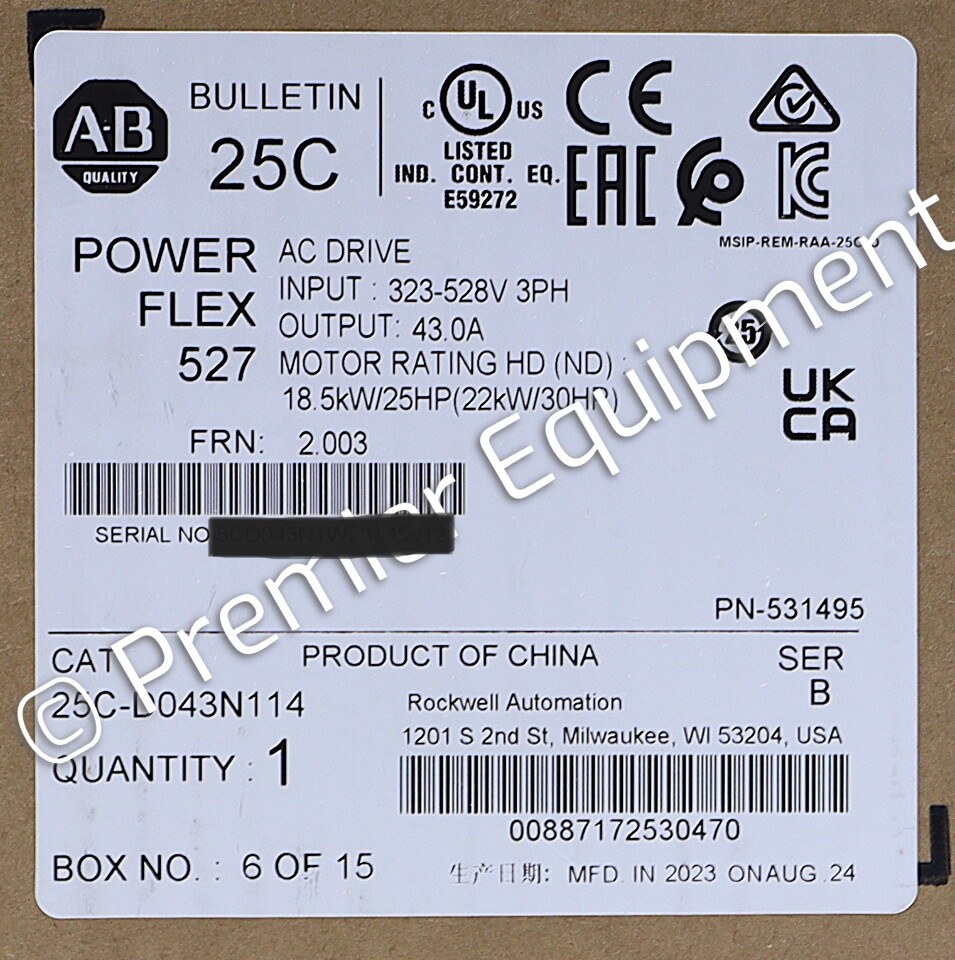 A-B
QUALITY
BULLETIN
25C
C UL US
LISTED
IND. CONT. EQ.
E59272
CE
EAC
MSIP-REM-RAA-25C-D
25
UK
CA
POWER
FLEX
527
AC DRIVE
INPUT : 323-528V 3PH
OUTPUT: 43.0A
MOTOR RATING HD (ND) :
18.5kW/25HP(22kW/30HP)
FRN: 2.003
SERIAL NO
PN-531495
CAT
25C-D043N114
PRODUCT OF CHINA
SER
B
Rockwell Automation
1201 S 2nd St, Milwaukee, WI 53204, USA
QUANTITY : 1
00887172530470
BOX NO. : 6 OF 15
生产日期: MFD. IN 2023 ONAUG.24
© Premier Equipment